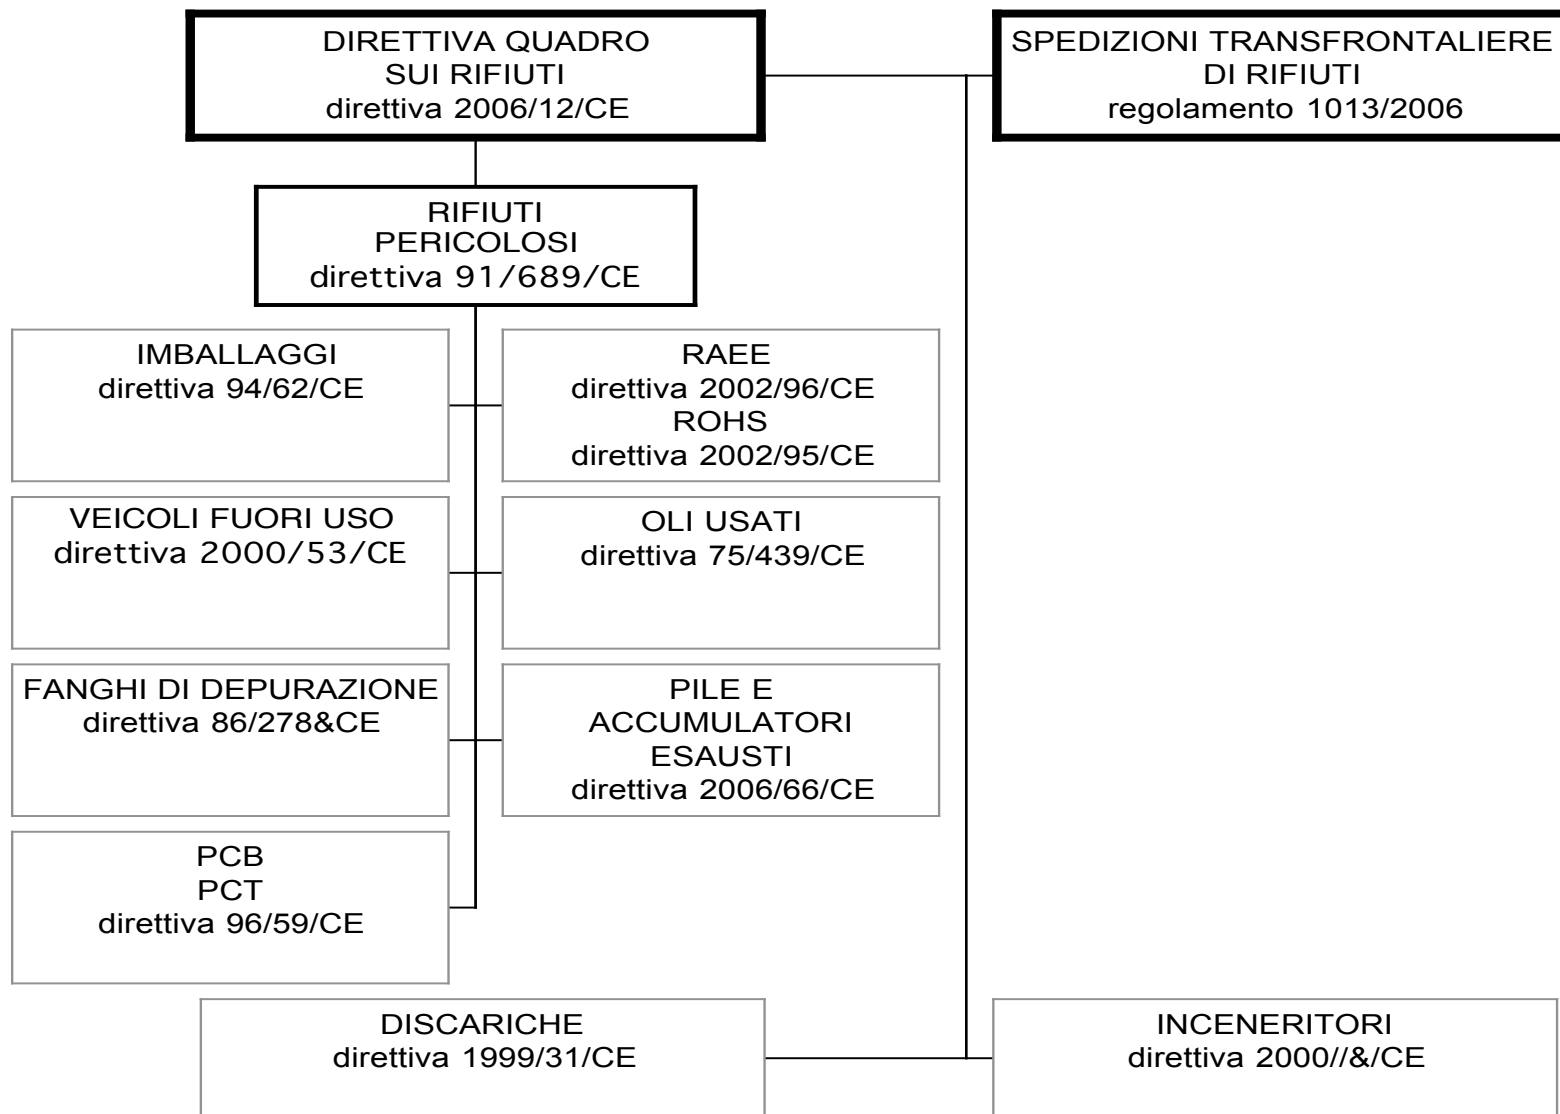 DIRETTIVA QUADRO
SUI RIFIUTI
direttiva 2006/12/CE
SPEDIZIONI TRANSFRONTALIERE
DI RIFIUTI
regolamento 1013/2006
RIFIUTI
PERICOLOSI
direttiva 91/689/CE
IMBALLAGGI
direttiva 94/62/CE
RAEE
direttiva 2002/96/CE
ROHS
direttiva 2002/95/CE
VEICOLI FUORI USO
direttiva 2000/53/CE
OLI USATI
direttiva 75/439/CE
FANGHI DI DEPURAZIONE
direttiva 86/278&CE
PILE E
ACCUMULATORI
ESAUSTI
direttiva 2006/66/CE
PCB
PCT
direttiva 96/59/CE
DISCARICHE
direttiva 1999/31/CE
INCENERITORI
direttiva 2000//&/CE